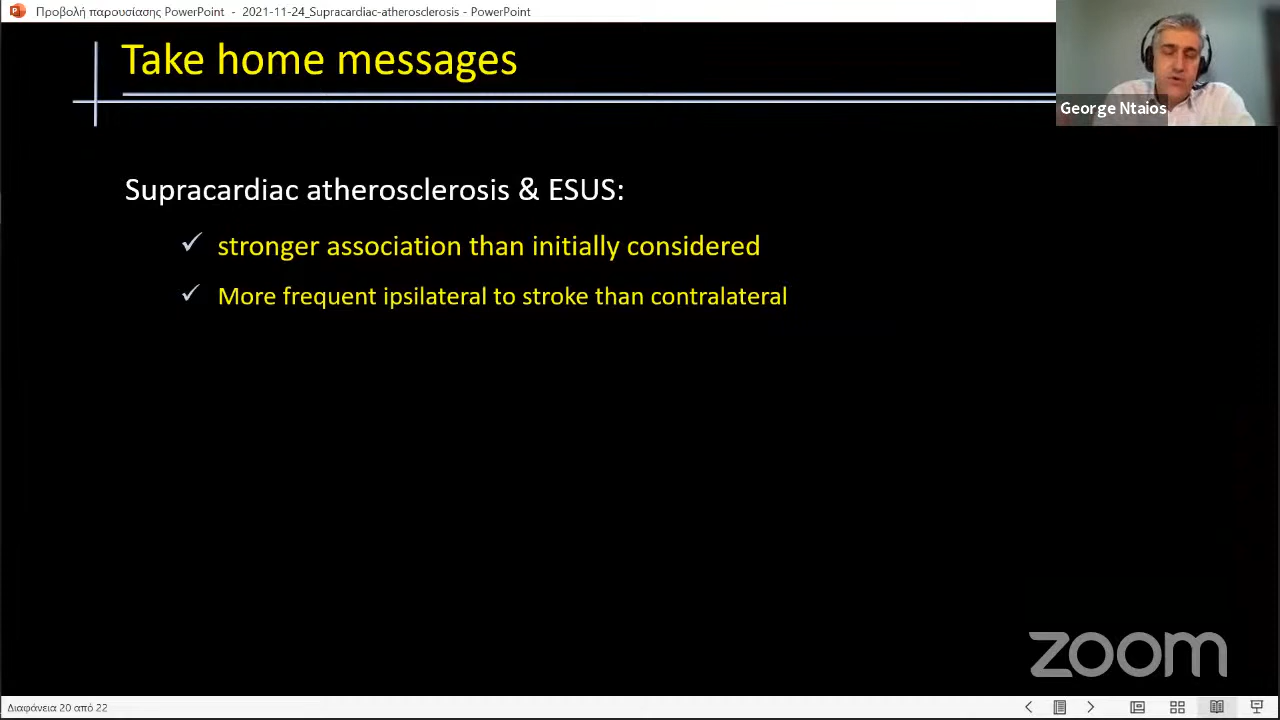 Προβολή παρουσίασης PowerPoint - 2021-11-24_Supracardiac-atherosclerosis - PowerPoint
Take home messages
George Ntaios
Supracardiac atherosclerosis & ESUS:
✓ stronger association than initially considered
✓ More frequent ipsilateral to stroke than contralateral
zoom
Διαφάνεια 20 από 22